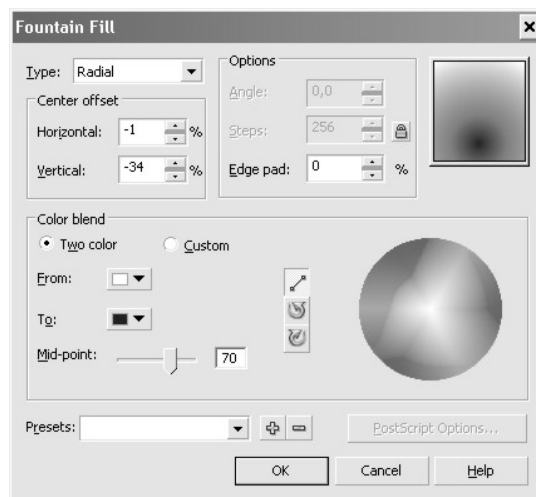 Fountain Fill
Type: Radial
Center offset
Horizontal: -1 %
Vertical: -34 %
Options
Angle: 0,0
Steps: 256
Edge pad: 0 %
Color blend
Two color Custom
From:
To:
Mid-point: 70
Presets:
PostScript Options...
OK Cancel Help